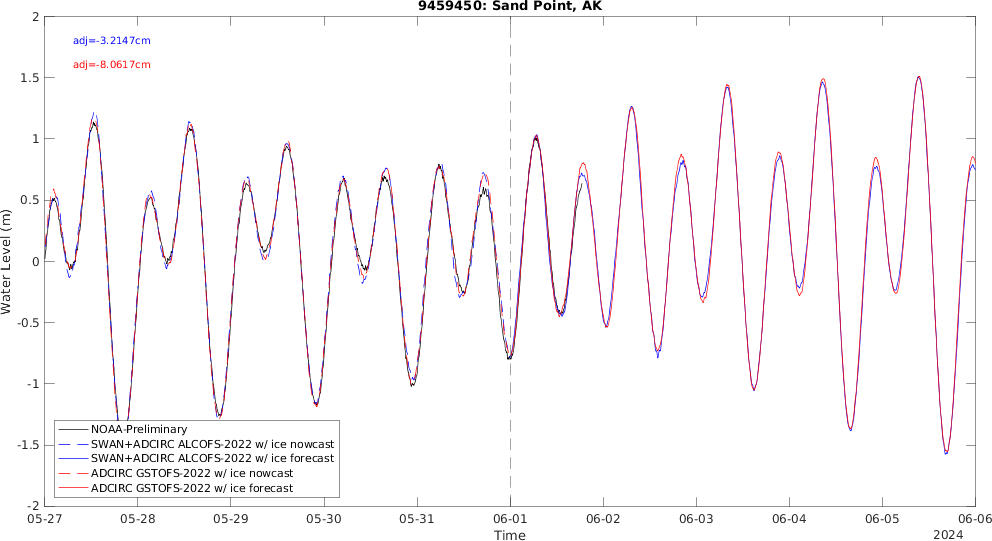 9459450: Sand Point, AK
2
adj=-3.2147cm
adj=-8.0617cm
1.5
1
0.5
0
-0.5
-1
-1.5
-2
Water Level (m)
NOAA-Preliminary
SWAN+ADCIRC ALCOFS-2022 w/ ice nowcast
SWAN+ADCIRC ALCOFS-2022 w/ ice forecast
ADCIRC GSTOFS-2022 w/ ice nowcast
ADCIRC GSTOFS-2022 w/ ice forecast
05-27 05-28 05-29 05-30 05-31 06-01 06-02 06-03 06-04 06-05 06-06
Time
2024